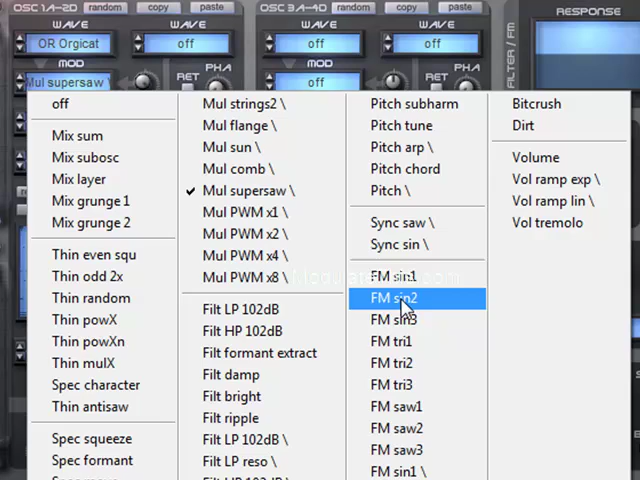 OSC 1A-2D random copy paste
OSC 3A-4D random copy paste
RESPONSE
WAVE WAVE WAVE WAVE
OR Orgicat off off off
MOD MOD
Mul supersaw \ off
RET PHA RET PHA
FILTER / FM
off
Mix sum
Mix subosc
Mix layer
Mix grunge 1
Mix grunge 2
Thin even squ
Thin odd 2x
Thin random
Thin powX
Thin powXn
Thin mulX
Spec character
Thin antisaw
Spec squeeze
Spec formant
Mul strings2 \
Mul flange \
Mul sun \
Mul comb \
Mul supersaw \
Mul PWM x1 \
Mul PWM x2 \
Mul PWM x4 \
Mul PWM x8 \
Filt LP 102dB
Filt HP 102dB
Filt formant extract
Filt damp
Filt bright
Filt ripple
Filt LP 102dB \
Filt LP reso \
Pitch subharm
Pitch tune
Pitch arp \
Pitch chord
Pitch \
Sync saw \
Sync sin \
FM sin1
FM sin2
FM sin3
FM tri1
FM tri2
FM tri3
FM saw1
FM saw2
FM saw3
FM sin1 \
Bitcrush
Dirt
Volume
Vol ramp exp \
Vol ramp lin \
Vol tremolo